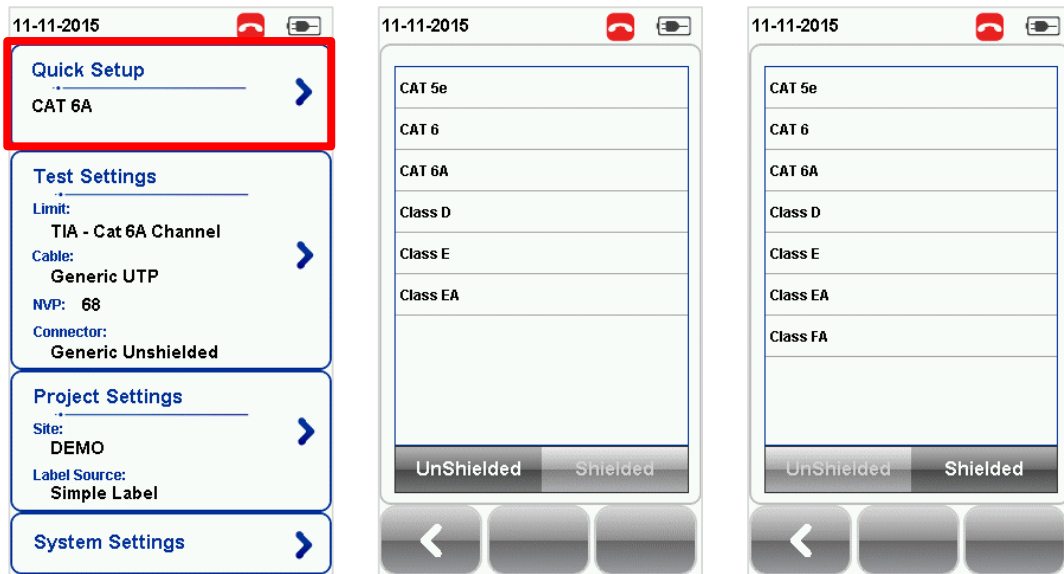 11-11-2015
Quick Setup
CAT 6A
Test Settings
Limit:
TIA - Cat 6A Channel
Cable:
Generic UTP
NVP: 68
Connector:
Generic Unshielded
Project Settings
Site:
DEMO
Label Source:
Simple Label
System Settings
11-11-2015
CAT 5e
CAT 6
CAT 6A
Class D
Class E
Class EA
UnShielded Shielded
11-11-2015
CAT 5e
CAT 6
CAT 6A
Class D
Class E
Class EA
Class FA
UnShielded Shielded